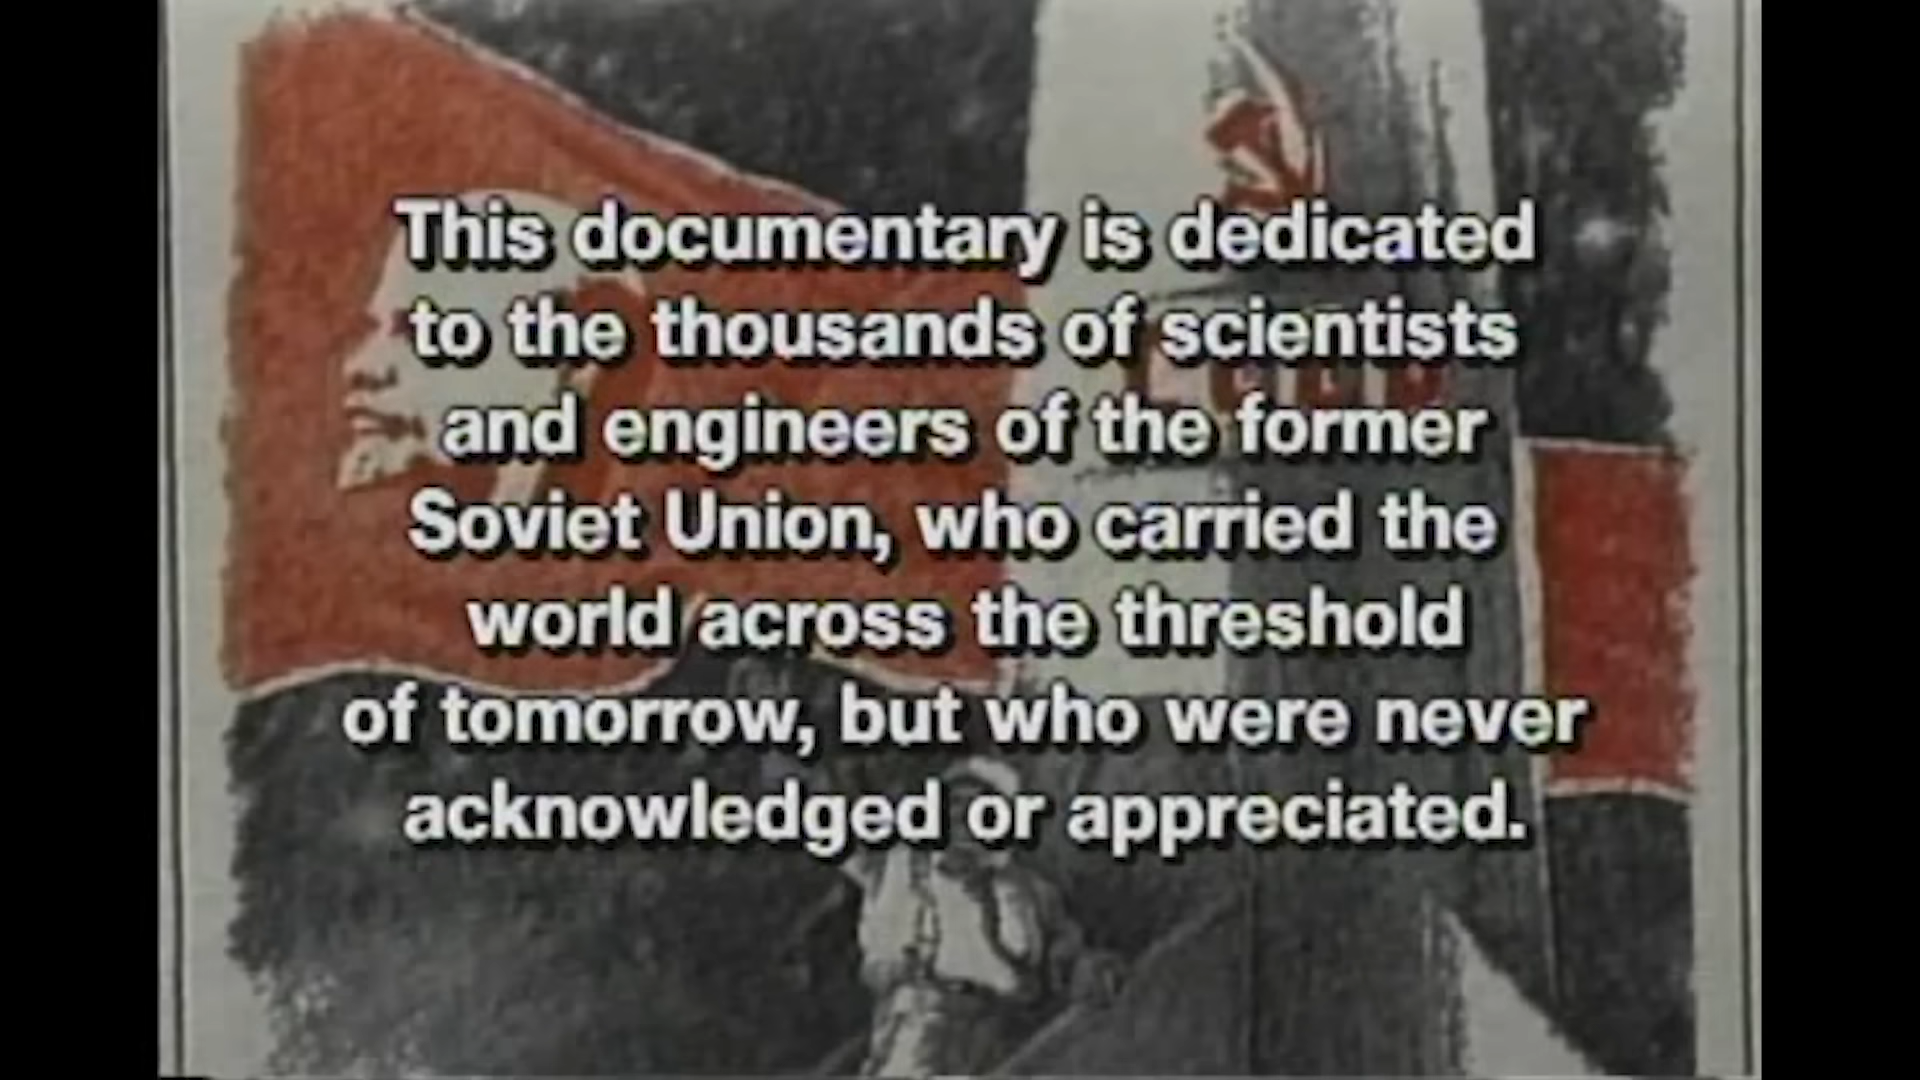 This documentary is dedicated
to the thousands of scientists
and engineers of the former
Soviet Union, who carried the
world across the threshold
of tomorrow, but who were never
acknowledged or appreciated.